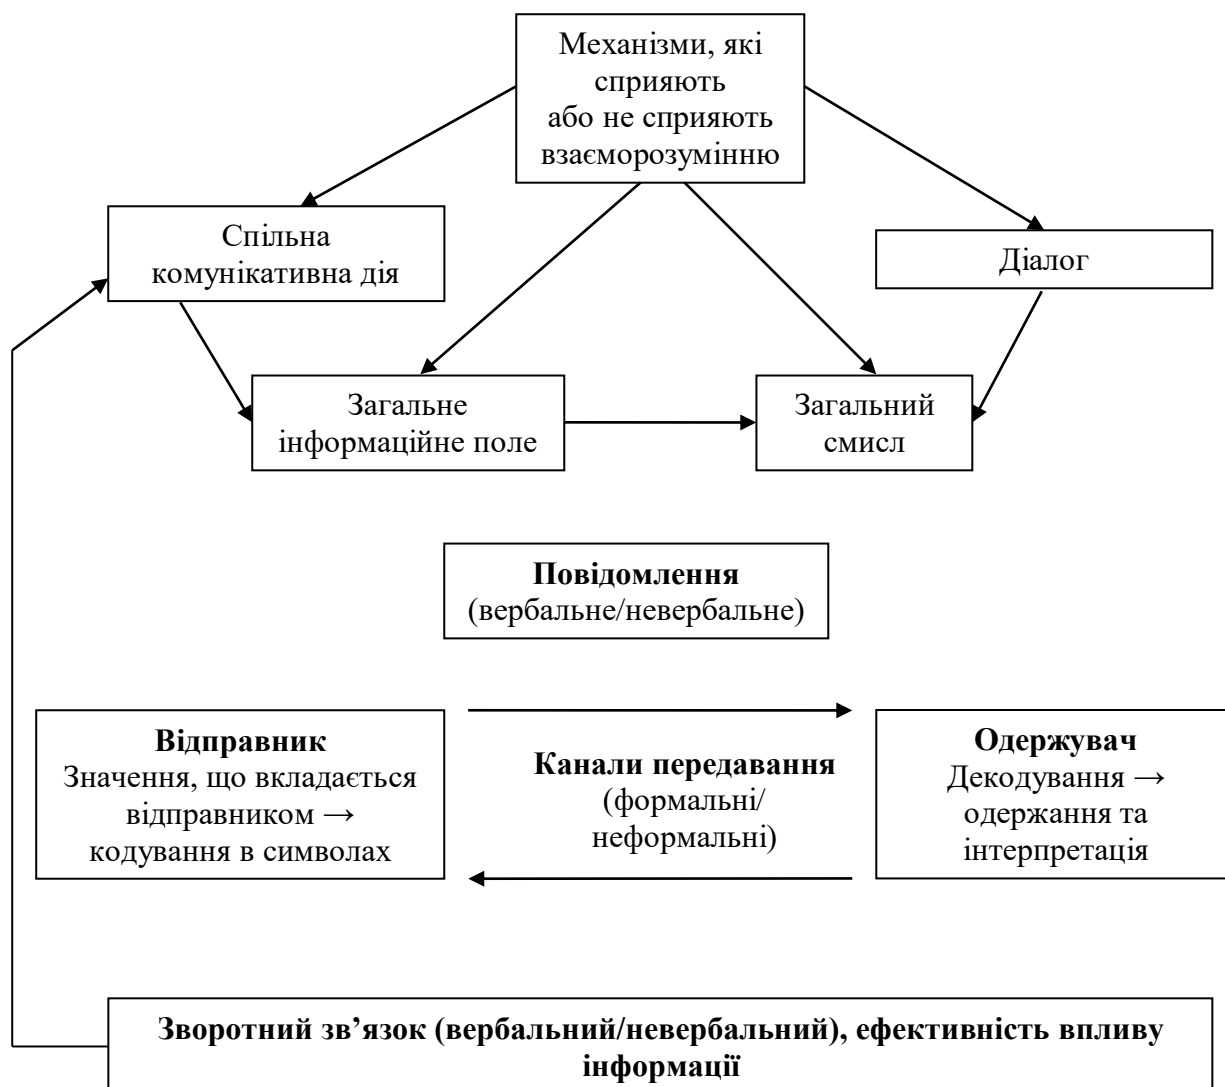 Механізми, які
сприяють
або не сприяють
взаєморозумінню
Спільна
комунікативна дія
Діалог
Загальне
інформаційне поле
Загальний
смисл
Повідомлення
(вербальне/невербальне)
Відправник
Значення, що вкладається
відправником →
кодування в символах
Канали передавання
(формальні/
неформальні)
Одержувач
Декодування →
одержання та
інтерпретація
Зворотний зв’язок (вербальний/невербальний), ефективність впливу
інформації